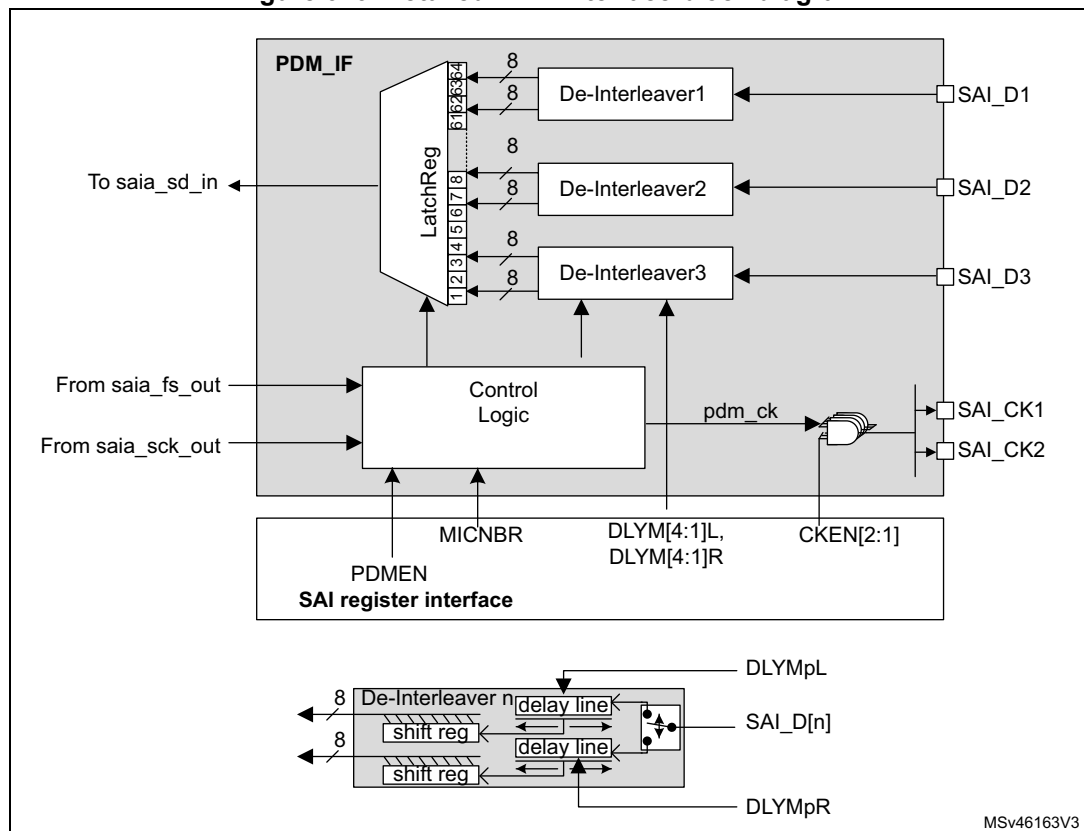 PDM_IF
64
63
62
61
8
7
6
5
4
3
2
1
LatchReg
8
8
De-Interleaver1
SAI_D1
8
8
De-Interleaver2
SAI_D2
8
8
De-Interleaver3
SAI_D3
To saia_sd_in
From saia_fs_out
From saia_sck_out
Control
Logic
pdm_ck
SAI_CK1
SAI_CK2
MICNBR
DLYM[4:1]L,
DLYM[4:1]R
CKEN[2:1]
PDMEN
SAI register interface
DLYMpL
De-Interleaver n
8
delay line
shift reg
SAI_D[n]
8
delay line
shift reg
DLYMpR
MSv46163V3